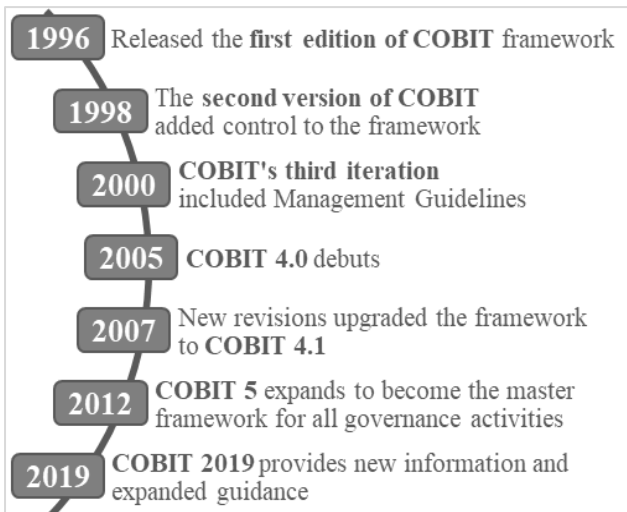 1996 Released the first edition of COBIT framework
1998 The second version of COBIT
added control to the framework
2000 COBIT's third iteration
included Management Guidelines
2005 COBIT 4.0 debuts
2007 New revisions upgraded the framework
to COBIT 4.1
2012 COBIT 5 expands to become the master
framework for all governance activities
2019 COBIT 2019 provides new information and
expanded guidance